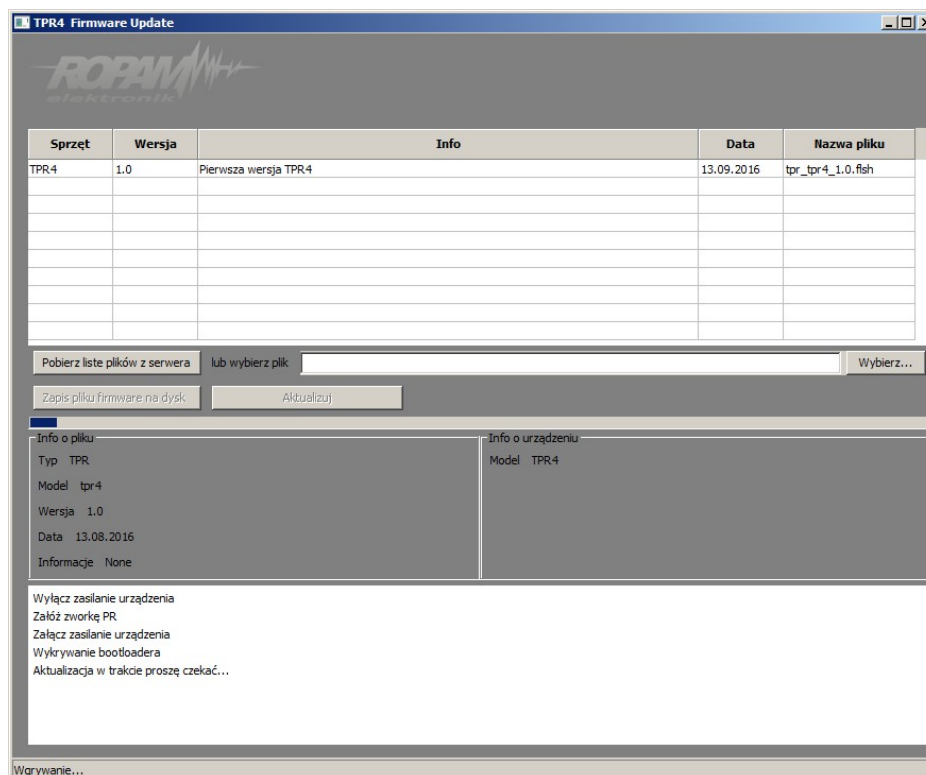 TPR4 Firmware Update
ROPAM
elektronik
Sprzęt Wersja Info Data Nazwa pliku
TPR4 1.0 Pierwsza wersja TPR4 13.09.2016 tpr_tpr4_1.0.flsh
Pobierz liste plików z serwera lub wybierz plik Wybierz...
Zapis pliku firmware na dysk Aktualizuj
Info o pliku Info o urządzeniu
Typ TPR Model TPR4
Model tpr4
Wersja 1.0
Data 13.08.2016
Informacje None
Wyłącz zasilanie urządzenia
Załóż zworkę PR
Załącz zasilanie urządzenia
Wykrywanie bootloadera
Aktualizacja w trakcie proszę czekać...
Wgrywanie...